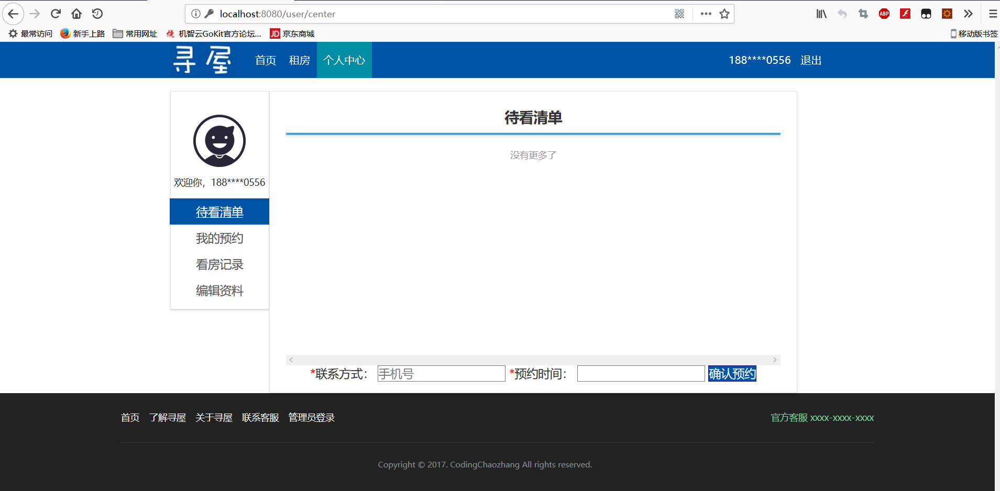 localhost:8080/user/center
ABP
最常访问 新手上路 常用网址 机智云GoKit官方论坛... JD 京东商城 移动版书签
寻屋 首页 租房 个人中心 188****0556 退出
待看清单
没有更多了
欢迎你，188****0556
待看清单
我的预约
看房记录
编辑资料
*联系方式： 手机号 *预约时间： 确认预约
首页 了解寻屋 关于寻屋 联系客服 管理员登录 官方客服 xxxx-xxxx-xxxx
Copyright © 2017. CodingChaozhang All rights reserved.